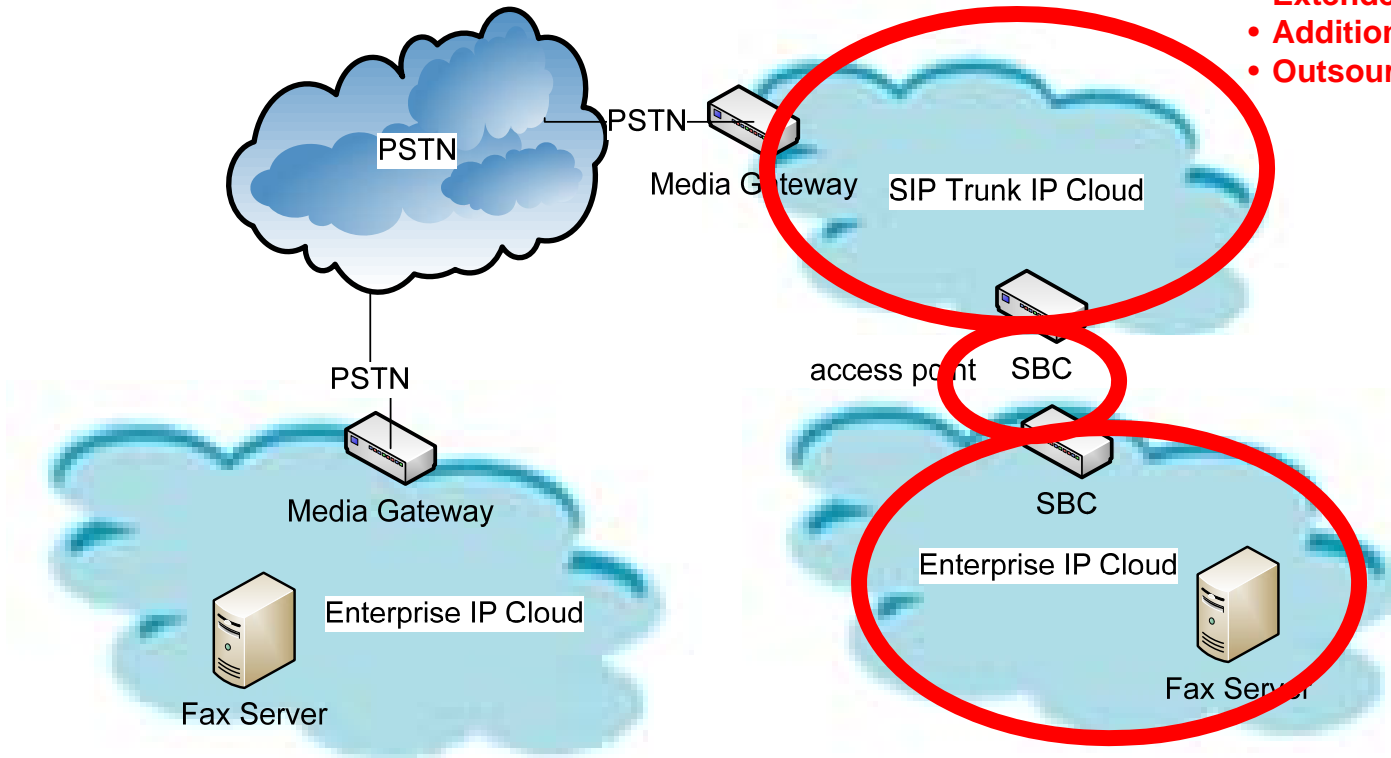 • Addition
• Outsour
PSTN
PSTN
Media Gateway
SIP Trunk IP Cloud
PSTN
access point
SBC
Media Gateway
SBC
Enterprise IP Cloud
Enterprise IP Cloud
Fax Server
Fax Server